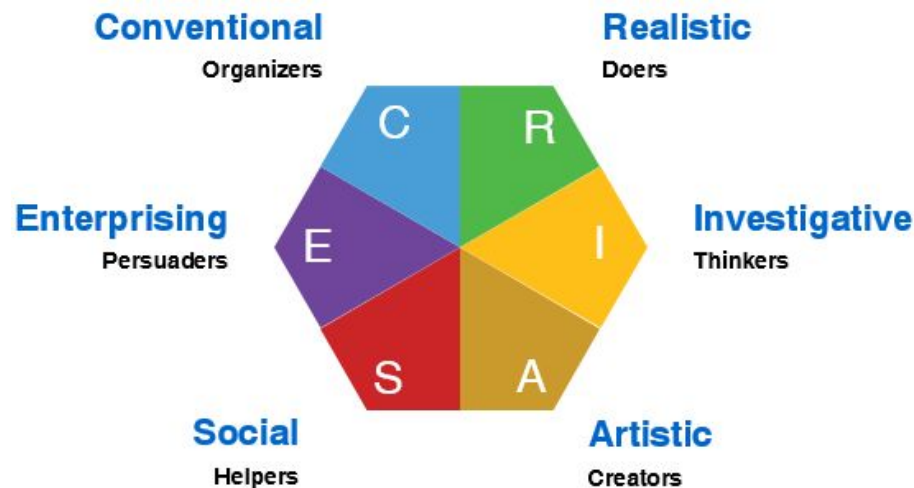 Conventional
Organizers
Realistic
Doers
C
R
Enterprising
Persuaders
E
I
Investigative
Thinkers
S
A
Social
Helpers
Artistic
Creators